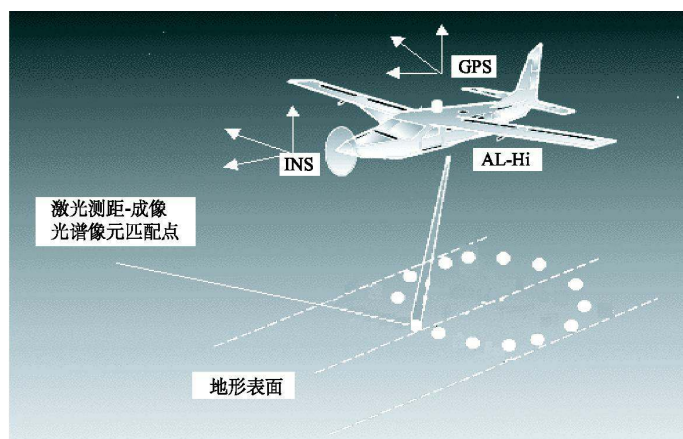 GPS
INS
AL-Hi
激光测距-成像
光谱像元匹配点
地形表面